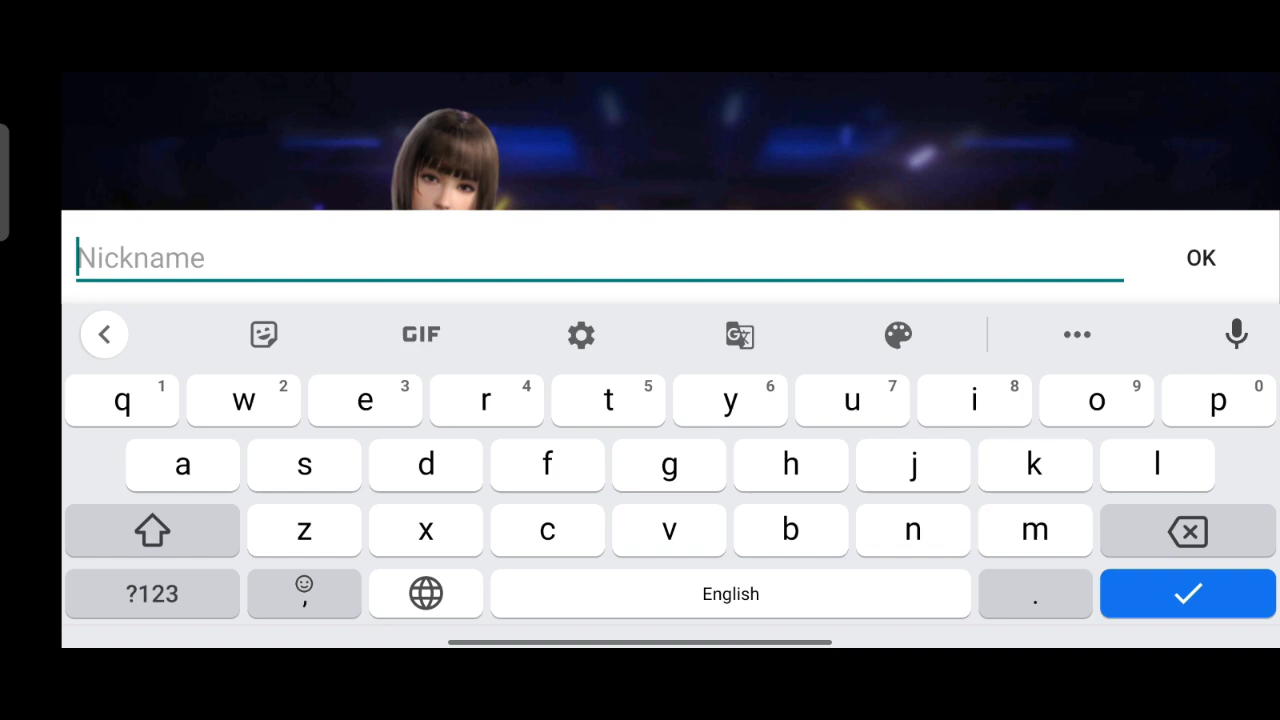 Nickname
OK
GIF
q 1 w 2 e 3 r 4 t 5 y 6 u 7 i 8 o 9 p 0
a s d f g h j k l
z x c v b n m
?123 , English .